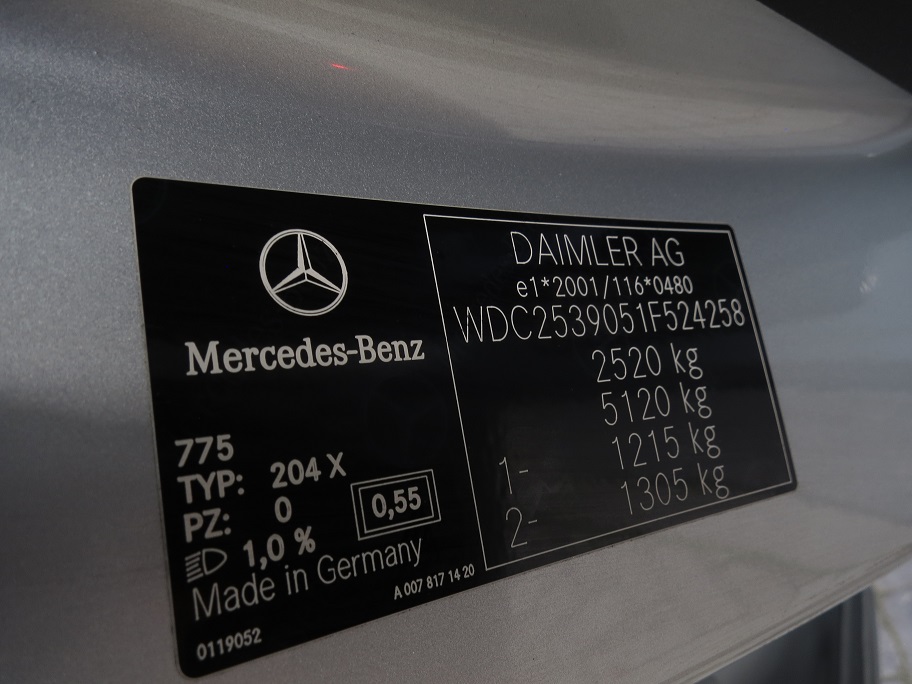 Mercedes-Benz
775
TYP: 204 X
PZ: 0
0,55
1,0 %
Made in Germany
A 007 817 14 20
0119052
DAIMLER AG
e1*2001/116*0480
WDC2539051F524258
2520 kg
5120 kg
1- 1215 kg
2- 1305 kg